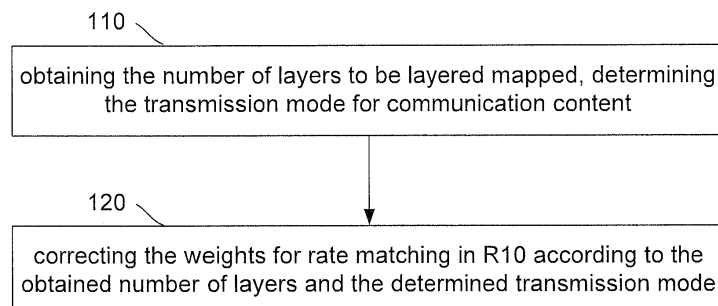 110
obtaining the number of layers to be layered mapped, determining
the transmission mode for communication content
120
correcting the weights for rate matching in R10 according to the
obtained number of layers and the determined transmission mode